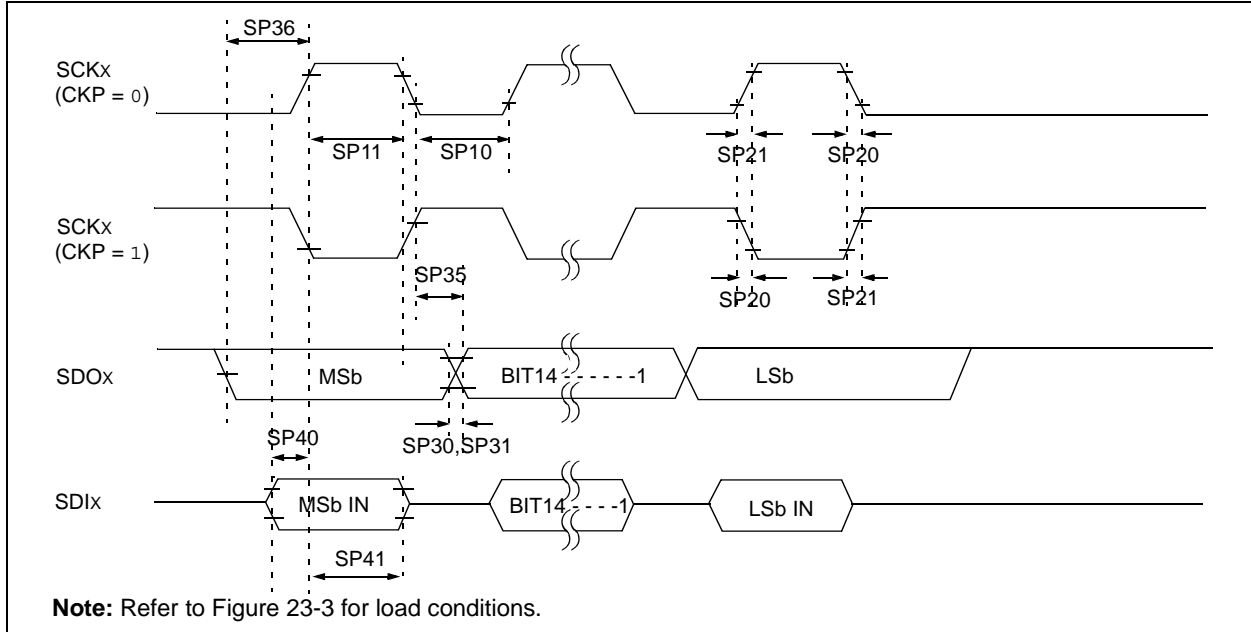 SP36
SCKX
(CKP = 0)
SP11
SP10
SP21
SP20
SCKX
(CKP = 1)
SP35
SP20
SP21
SDOX
MSb
BIT14 - - - - - -1
LSb
SP40
SP30,SP31
SDIX
MSb IN
BIT14 - - - -1
LSb IN
SP41
Note: Refer to Figure 23-3 for load conditions.